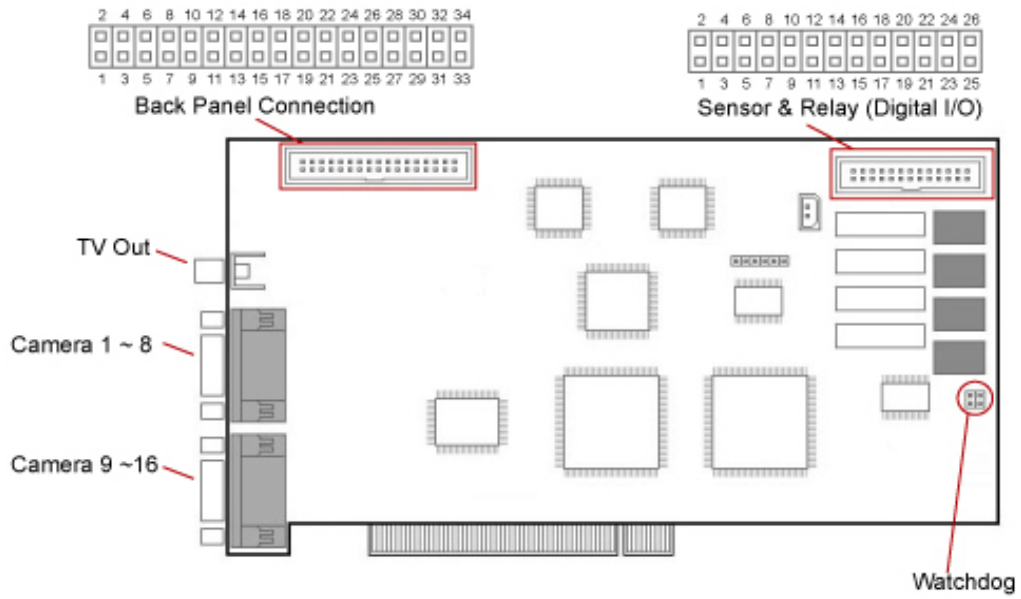 2 4 6 8 10 12 14 16 18 20 22 24 26 28 30 32 34
1 3 5 7 9 11 13 15 17 19 21 23 25 27 29 31 33
Back Panel Connection
2 4 6 8 10 12 14 16 18 20 22 24 26
1 3 5 7 9 11 13 15 17 19 21 23 25
Sensor & Relay (Digital I/O)
TV Out
Camera 1 ~ 8
Camera 9 ~16
Watchdog